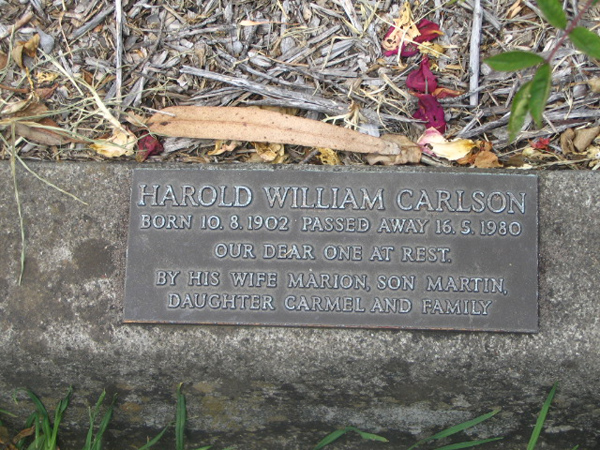 HAROLD WILLIAM CARLSON
BORN 10.8.1902 PASSED AWAY 16.5.1980
OUR DEAR ONE AT REST.
BY HIS WIFE MARION, SON MARTIN,
DAUGHTER CARMEL AND FAMILY